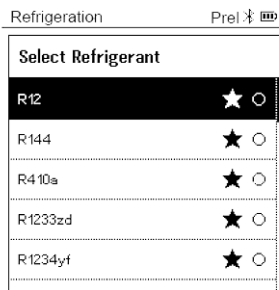 Refrigeration Prel
Select Refrigerant
R12
R144
R410a
R1233zd
R1234yf